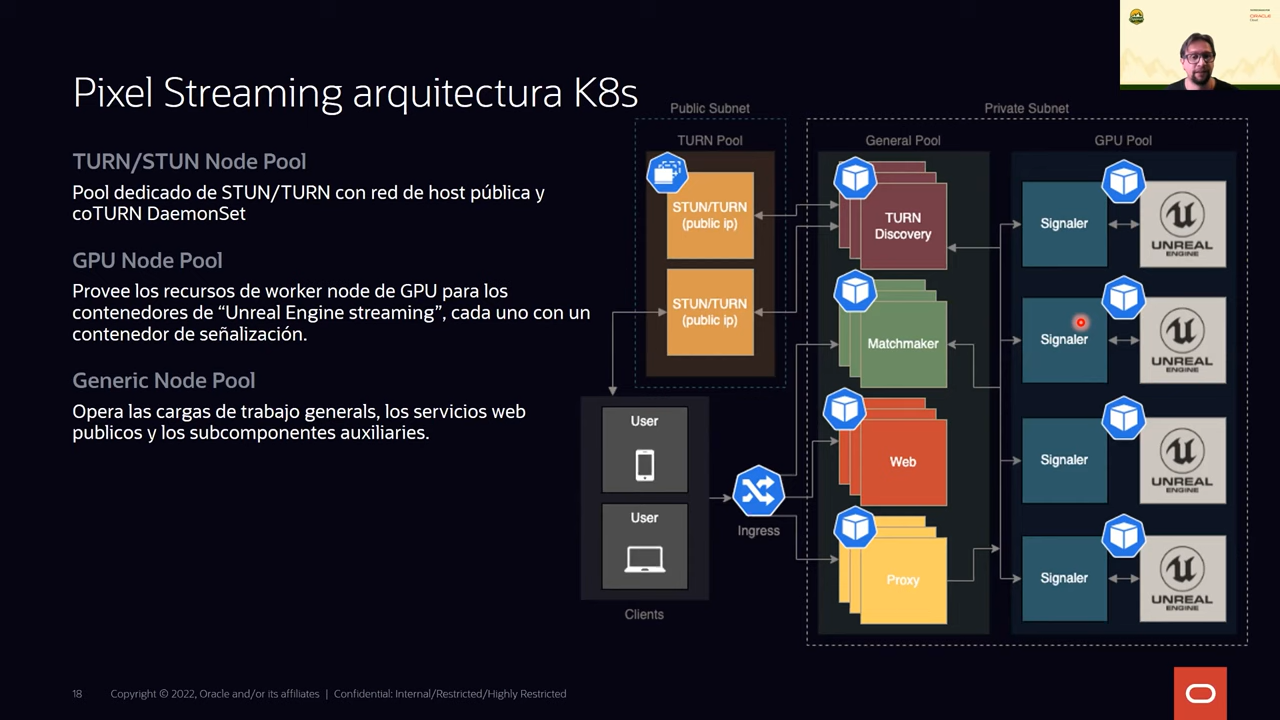 Pixel Streaming arquitectura K8s
TURN/STUN Node Pool
Pool dedicado de STUN/TURN con red de host pública y
coTURN DaemonSet
GPU Node Pool
Provee los recursos de worker node de GPU para los
contenedores de “Unreal Engine streaming”, cada uno con un
contenedor de señalización.
Generic Node Pool
Opera las cargas de trabajo generals, los servicios web
publicos y los subcomponentes auxiliaries.
Public Subnet
TURN Pool
STUN/TURN
(public ip)
STUN/TURN
(public ip)
User
User
Clients
Ingress
Private Subnet
General Pool
TURN
Discovery
Matchmaker
Web
Proxy
GPU Pool
Signaler
UNREAL
ENGINE
Signaler
UNREAL
ENGINE
Signaler
UNREAL
ENGINE
Signaler
UNREAL
ENGINE
18
Copyright © 2022, Oracle and/or its affiliates | Confidential: Internal/Restricted/Highly Restricted